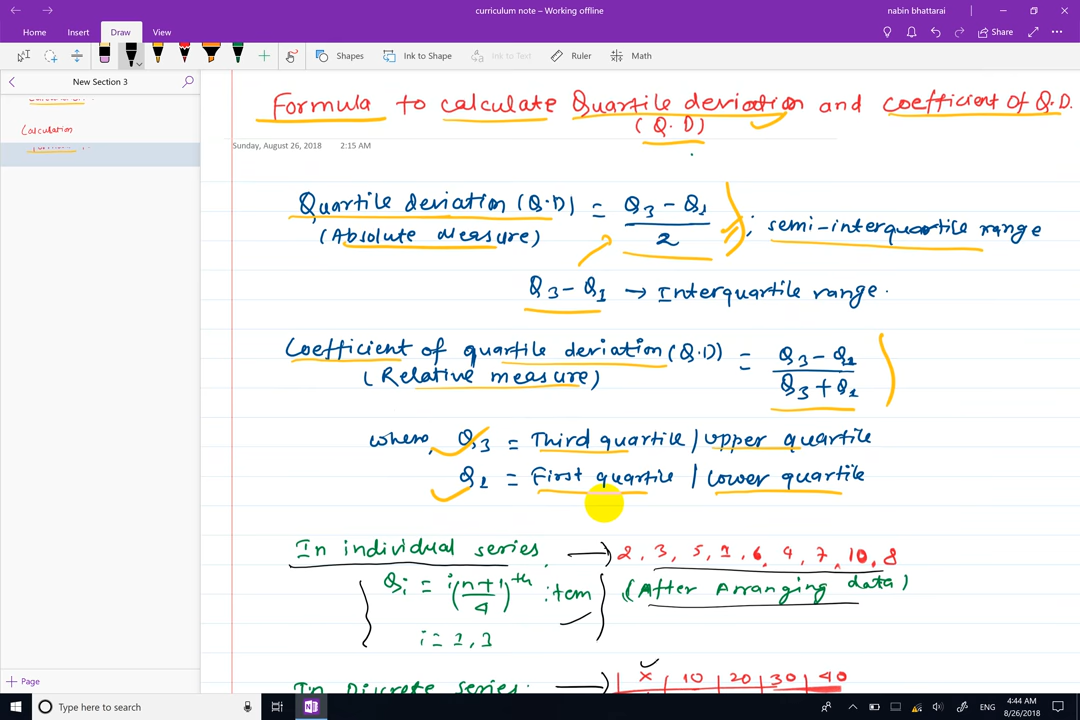 curriculum note – Working offline
nabin bhattarai
Home Insert Draw View
Share
Shapes Ink to Shape Ink to Text Ruler Math
New Section 3
Calculation
Formula to calculate Quartile deviation and coefficient of Q.D.
(Q.D)
Sunday, August 26, 2018 2:15 AM
Quartile deviation (Q.D) = Q3 - Q1 / 2 ; semi-interquartile range
(Absolute Measure)
Q3 - Q1 → Interquartile range.
Coefficient of quartile deviation (Q.D) = Q3 - Q1 / Q3 + Q1
(Relative measure)
where, Q3 = Third quartile / upper quartile
Q1 = First quartile / Lower quartile
In individual series. → 2, 3, 5, 1, 6, 4, 7, 10, 8
Qi = i(n+1/4)th item (After Arranging data)
i = 1, 3
In Discrete series. → X 10 20 30 40
Page
Type here to search
ENG
4:44 AM
8/26/2018